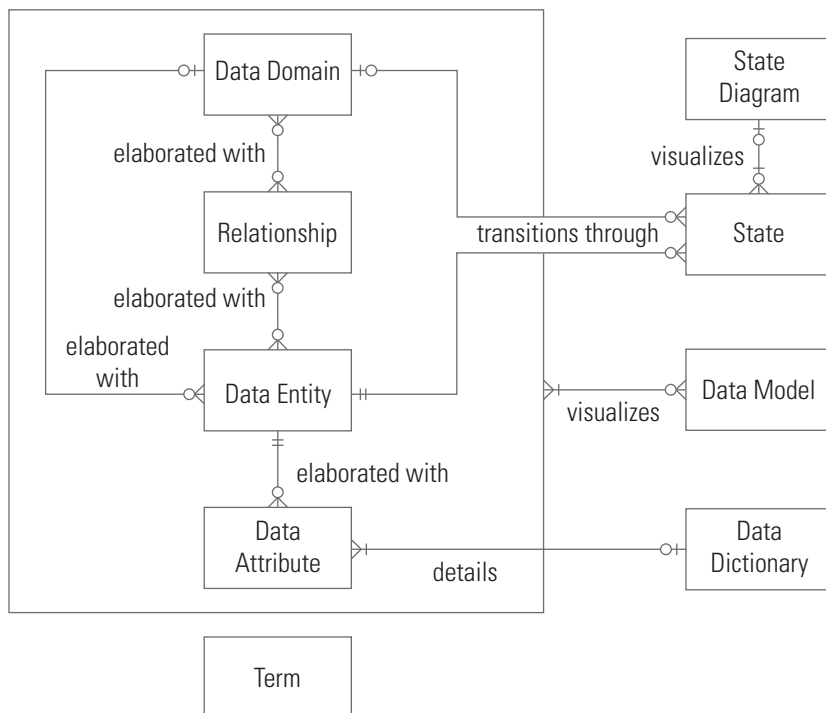 Data Domain
State
Diagram
elaborated with
visualizes
Relationship
transitions through
State
elaborated with
elaborated
with
Data Entity
Data Model
visualizes
elaborated with
Data
Attribute
Data
Dictionary
details
Term